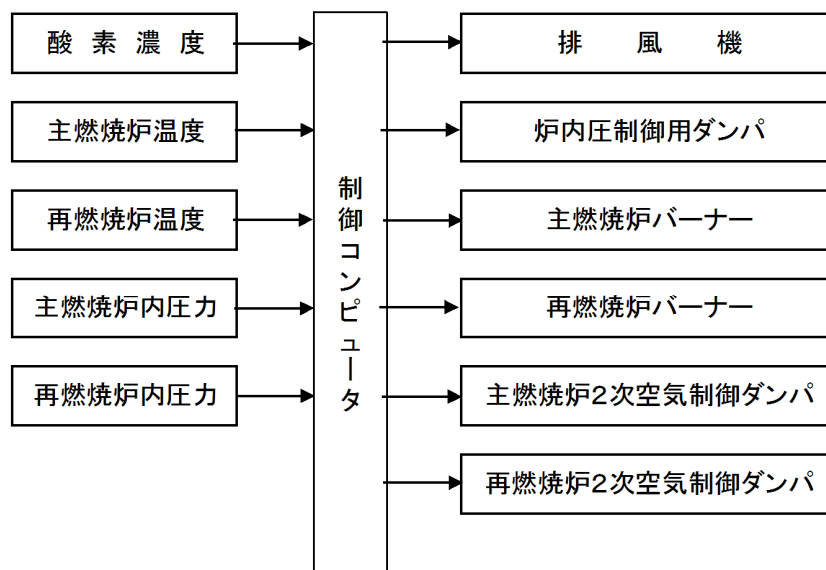 酸素濃度
主燃焼炉温度
再燃焼炉温度
主燃焼炉内圧力
再燃焼炉内圧力
制御コンピュータ
排風機
炉内圧制御用ダンパ
主燃焼炉バーナー
再燃焼炉バーナー
主燃焼炉2次空気制御ダンパ
再燃焼炉2次空気制御ダンパ